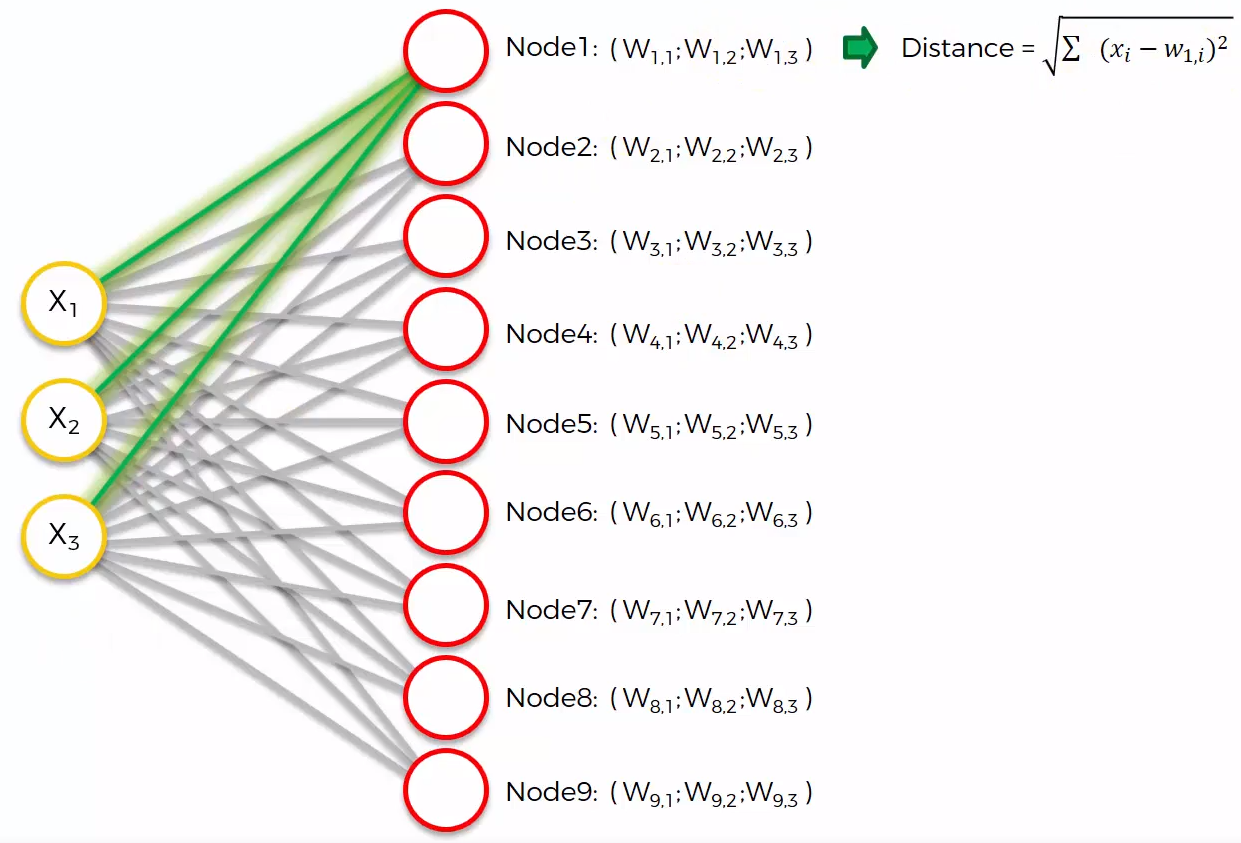 Node1: ( W1,1;W1,2;W1,3 ) Distance = √Σ (xi − w1,i)²
Node2: ( W2,1;W2,2;W2,3 )
Node3: ( W3,1;W3,2;W3,3 )
X1
Node4: ( W4,1;W4,2;W4,3 )
X2
Node5: ( W5,1;W5,2;W5,3 )
Node6: ( W6,1;W6,2;W6,3 )
X3
Node7: ( W7,1;W7,2;W7,3 )
Node8: ( W8,1;W8,2;W8,3 )
Node9: ( W9,1;W9,2;W9,3 )